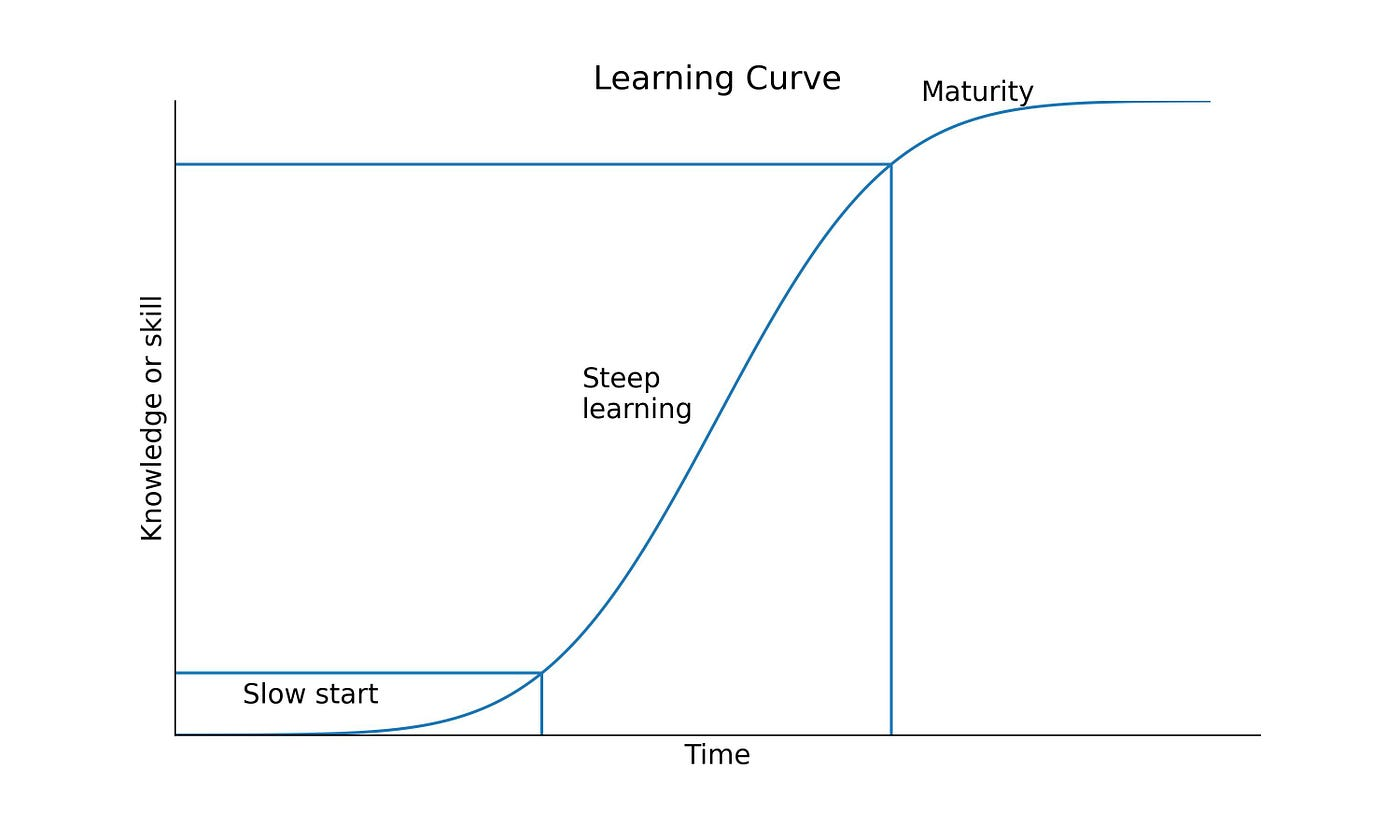 Learning Curve
Maturity
Knowledge or skill
Steep
learning
Slow start
Time